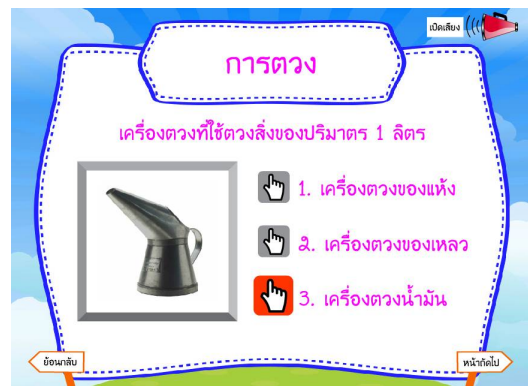 เปิดเสียง
การตวง
เครื่องตวงที่ใช้ตวงสิ่งของปริมาตร 1 ลิตร
1. เครื่องตวงของแห้ง
2. เครื่องตวงของเหลว
3. เครื่องตวงน้ำมัน
ย้อนกลับ
หน้าถัดไป